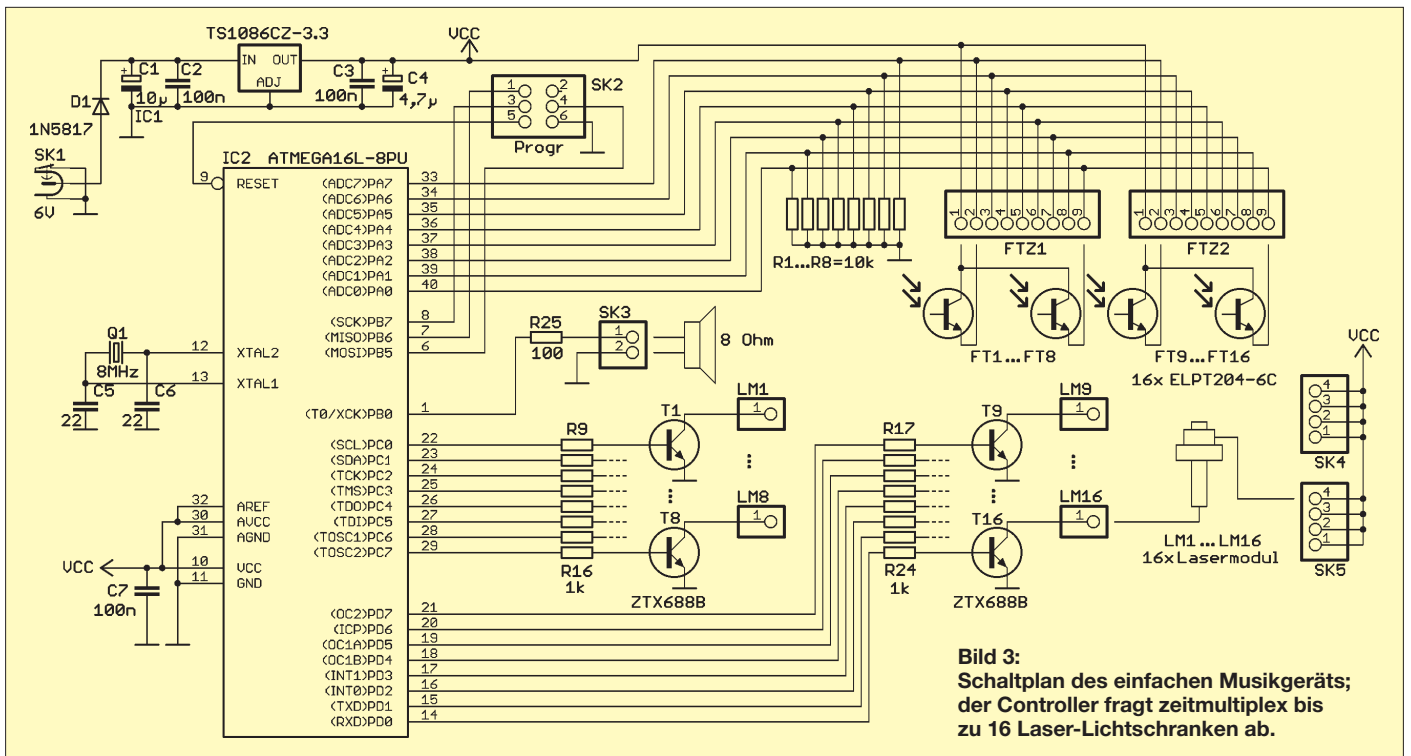 TS1086CZ-3.3
VCC
IN OUT
ADJ
C1
10µ
C2
100n
IC1
C3
100n
C4
4,7µ
D1
1N5817
SK1
6V
1 2
3 4
5 6
SK2
Progr
IC2 ATMEGA16L-8PU
9 RESET
(ADC7)PA7 33
(ADC6)PA6 34
(ADC5)PA5 35
(ADC4)PA4 36
(ADC3)PA3 37
(ADC2)PA2 38
(ADC1)PA1 39
(ADC0)PA0 40
(SCK)PB7 8
(MISO)PB6 7
(MOSI)PB5 6
Q1
8MHz
12 XTAL2
13 XTAL1
C5
22
C6
22
(T0/XCK)PB0 1
(SCL)PC0 22
(SDA)PC1 23
(TCK)PC2 24
(TMS)PC3 25
(TDO)PC4 26
(TDI)PC5 27
(TOSC1)PC6 28
(TOSC2)PC7 29
32 AREF
30 AVCC
31 AGND
VCC
10 VCC
11 GND
C7
100n
(OC2)PD7 21
(ICP)PD6 20
(OC1A)PD5 19
(OC1B)PD4 18
(INT1)PD3 17
(INT0)PD2 16
(TXD)PD1 15
(RXD)PD0 14
R1...R8=10k
1 2 3 4 5 6 7 8 9
FTZ1
1 2 3 4 5 6 7 8 9
FTZ2
FT1...FT8
FT9...FT16
16x ELPT204-6C
R25
100
SK3
1
2
8 Ohm
R9
R16
1k
T1
...
T8
ZTX688B
LM1
1
...
LM8
1
R17
R24
1k
T9
...
T16
ZTX688B
LM9
1
...
LM16
1
LM1...LM16
16xLasermodul
VCC
4
3
2
1
SK4
4
3
2
1
SK5
Bild 3:
Schaltplan des einfachen Musikgeräts;
der Controller fragt zeitmultiplex bis
zu 16 Laser-Lichtschranken ab.